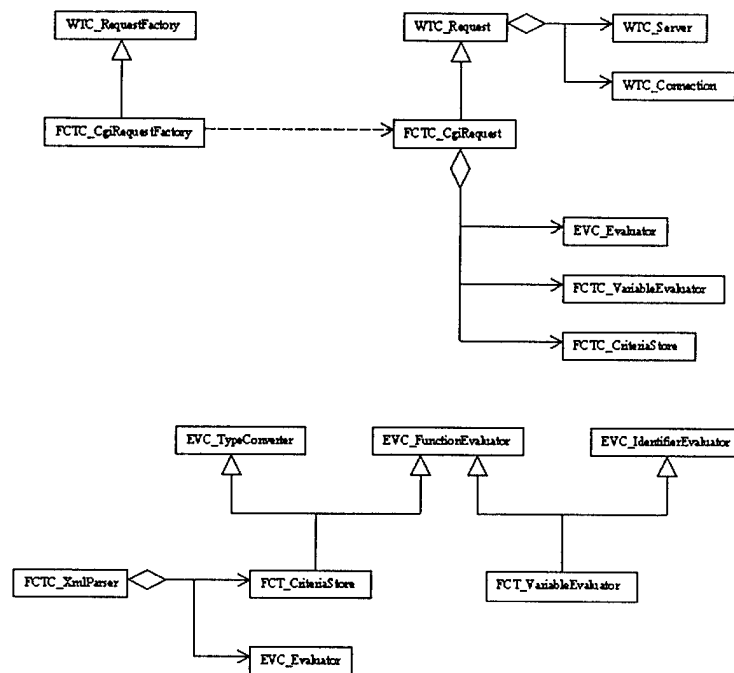 WTC_RequestFactory
WTC_Request
WTC_Server
WTC_Connection
FCTC_CgiRequestFactory
FCTC_CgiRequest
EVC_Evaluator
FCTC_VariableEvaluator
FCTC_CriteriaStore
EVC_TypeConverter
EVC_FunctionEvaluator
EVC_IdentifierEvaluator
FCTC_XmlParser
FCT_CriteriaStore
FCT_VariableEvaluator
EVC_Evaluator